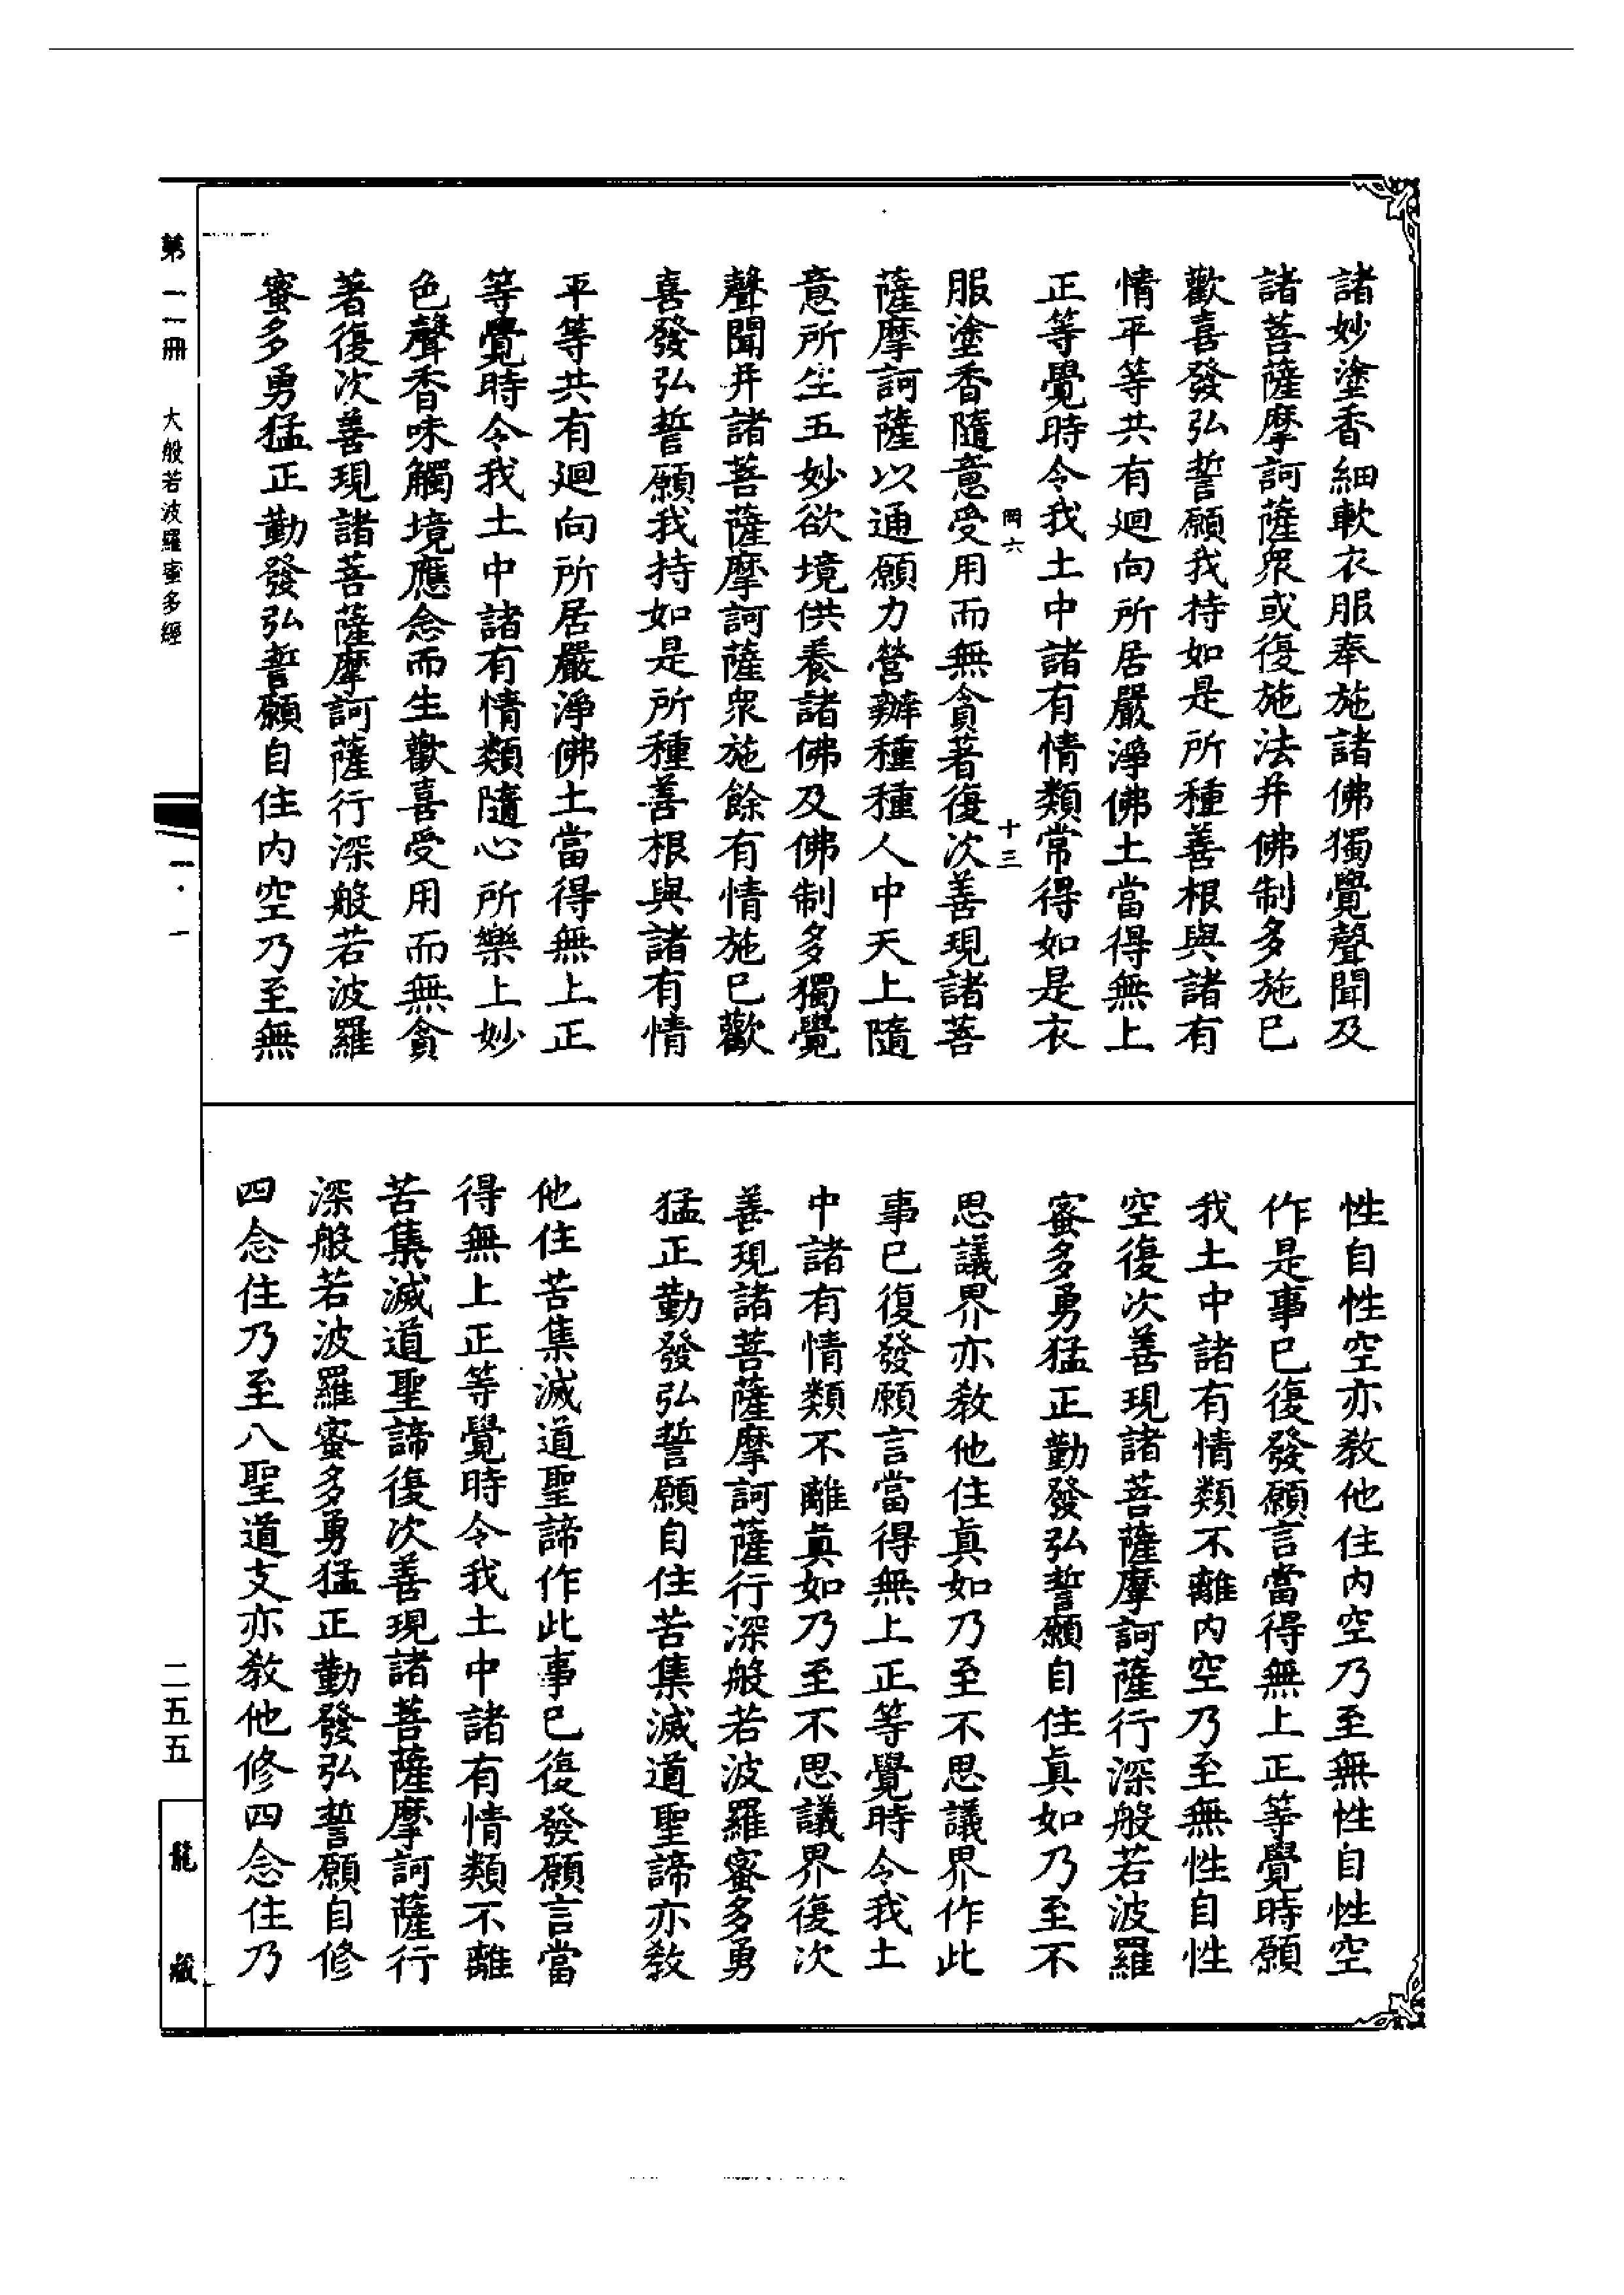 諸妙塗香細軟衣服奉施諸佛獨覺聲聞及
諸菩薩摩訶薩衆或復施法并佛制多施已
歡喜發弘誓願我持如是所種善根與諸有
情平等共有迴向所居嚴淨佛土當得無上
正等覺時令我土中諸有情類常得如是衣
岡六 十三
服塗香隨意受用而無貪著復次善現諸菩
薩摩訶薩以通願力營辦種種人中天上隨
意所生五妙欲境供養諸佛及佛制多獨覺
聲聞并諸菩薩摩訶薩衆施餘有情施已歡
喜發弘誓願我持如是所種善根與諸有情
平等共有迴向所居嚴淨佛土當得無上正
等覺時令我土中諸有情類隨心所樂上妙
色聲香味觸境應念而生歡喜受用而無貪
著復次善現諸菩薩摩訶薩行深般若波羅
蜜多勇猛正勤發弘誓願自住內空乃至無
性自性空亦教他住內空乃至無性自性空
作是事已復發願言當得無上正等覺時願
我土中諸有情類不離內空乃至無性自性
空復次善現諸菩薩摩訶薩行深般若波羅
蜜多勇猛正勤發弘誓願自住真如乃至不
思議界亦教他住真如乃至不思議界作此
事已復發願言當得無上正等覺時令我土
中諸有情類不離真如乃至不思議界復次
善現諸菩薩摩訶薩行深般若波羅蜜多勇
猛正勤發弘誓願自住苦集滅道聖諦亦教
他住苦集滅道聖諦作此事已復發願言當
得無上正等覺時令我土中諸有情類不離
苦集滅道聖諦復次善現諸菩薩摩訶薩行
深般若波羅蜜多勇猛正勤發弘誓願自修
四念住乃至八聖道支亦教他修四念住乃
第一一冊 大般若波羅蜜多經
一·一
二五五
龍藏